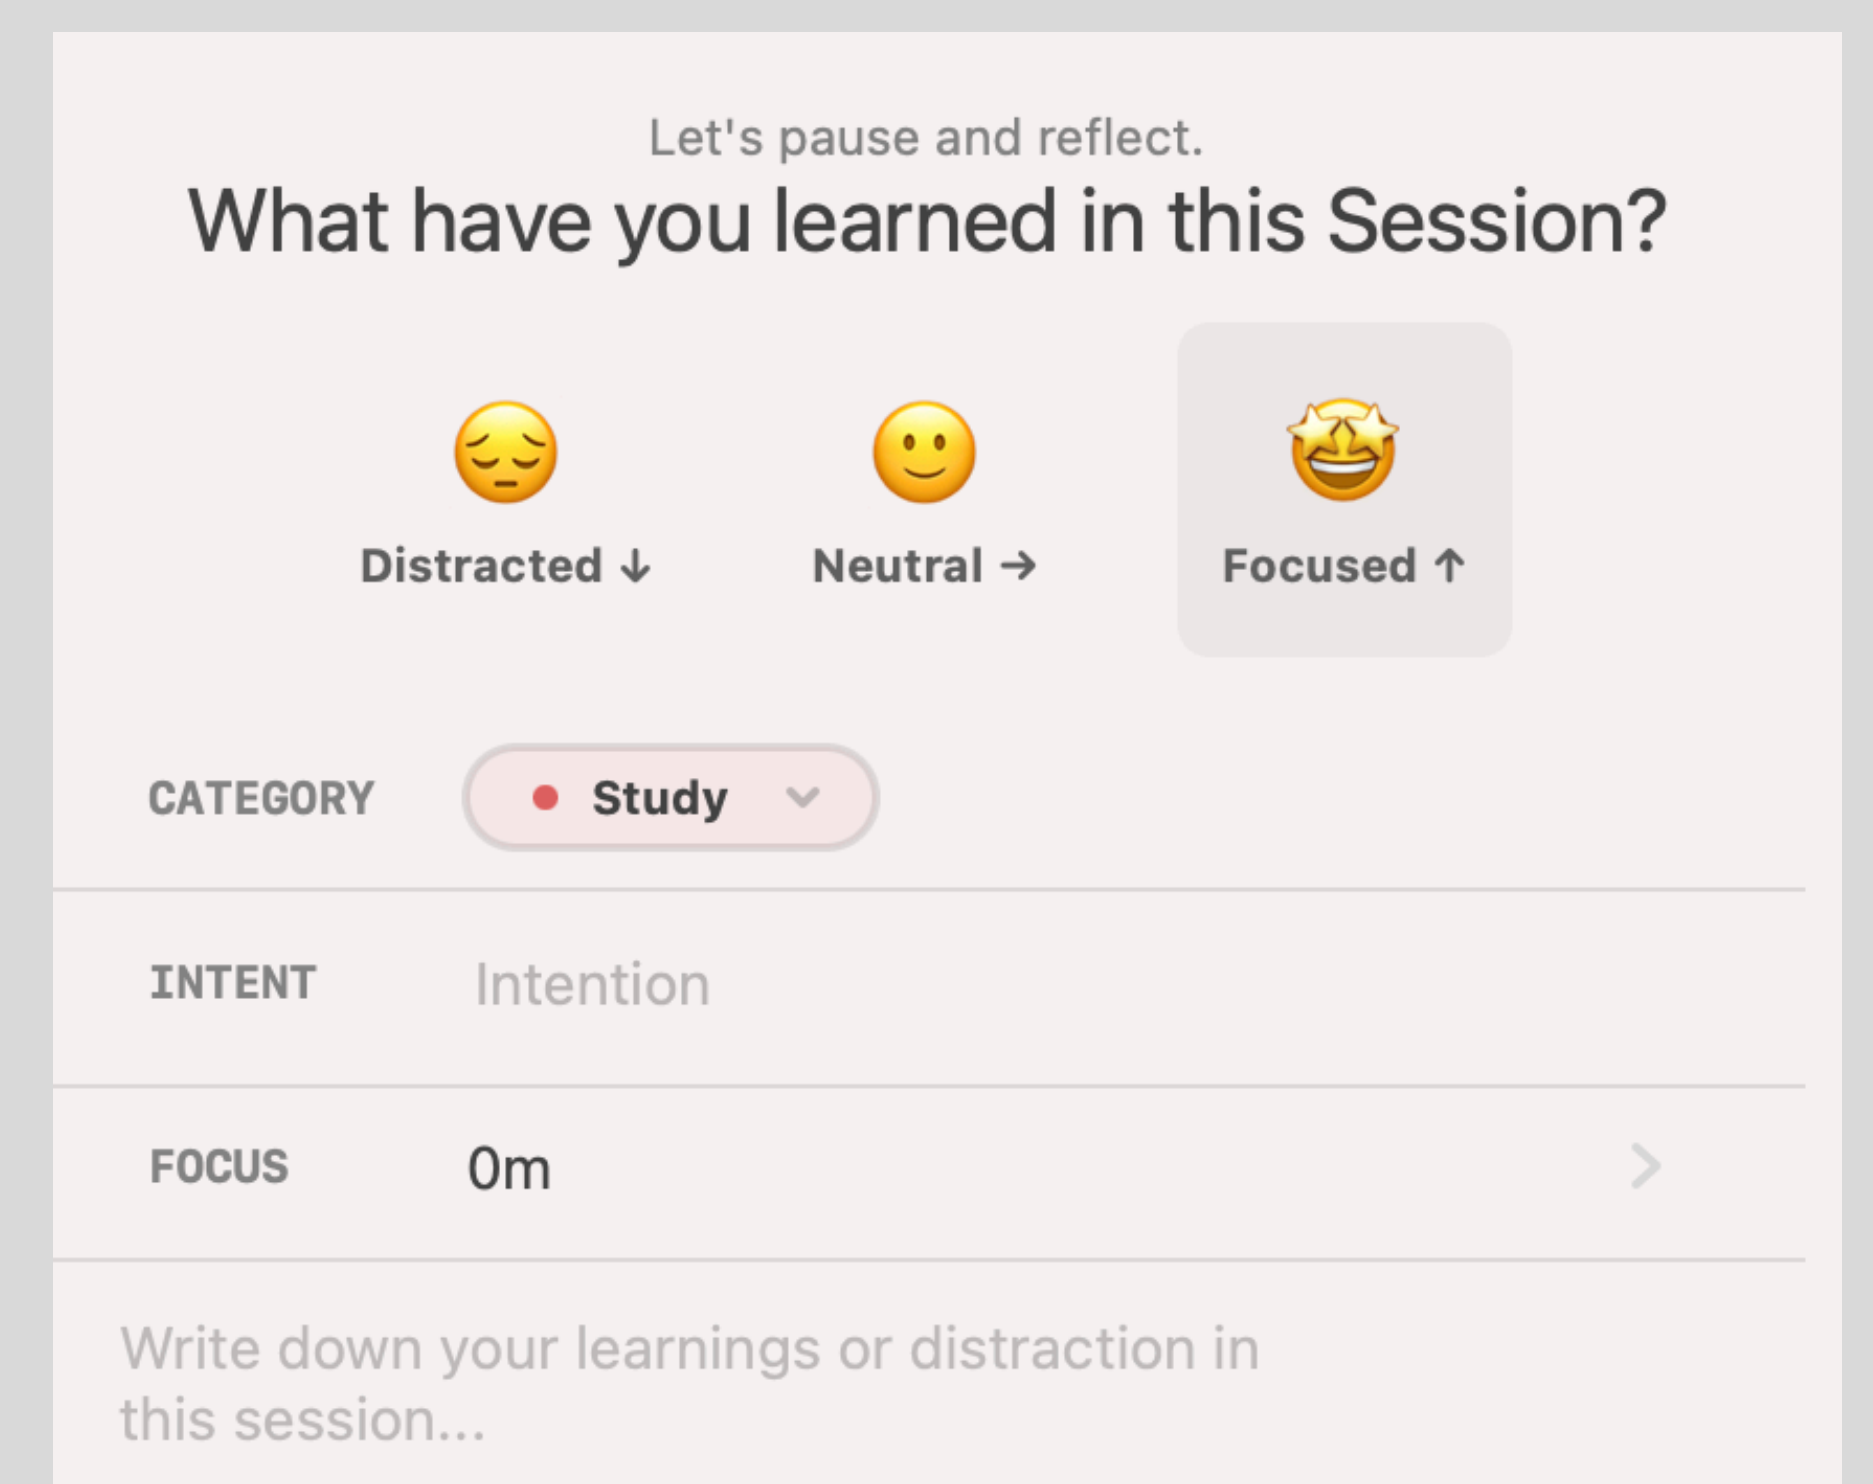 Let's pause and reflect.
What have you learned in this Session?
Distracted ↓
Neutral →
Focused ↑
CATEGORY
Study
INTENT
Intention
FOCUS
0m
Write down your learnings or distraction in
this session...